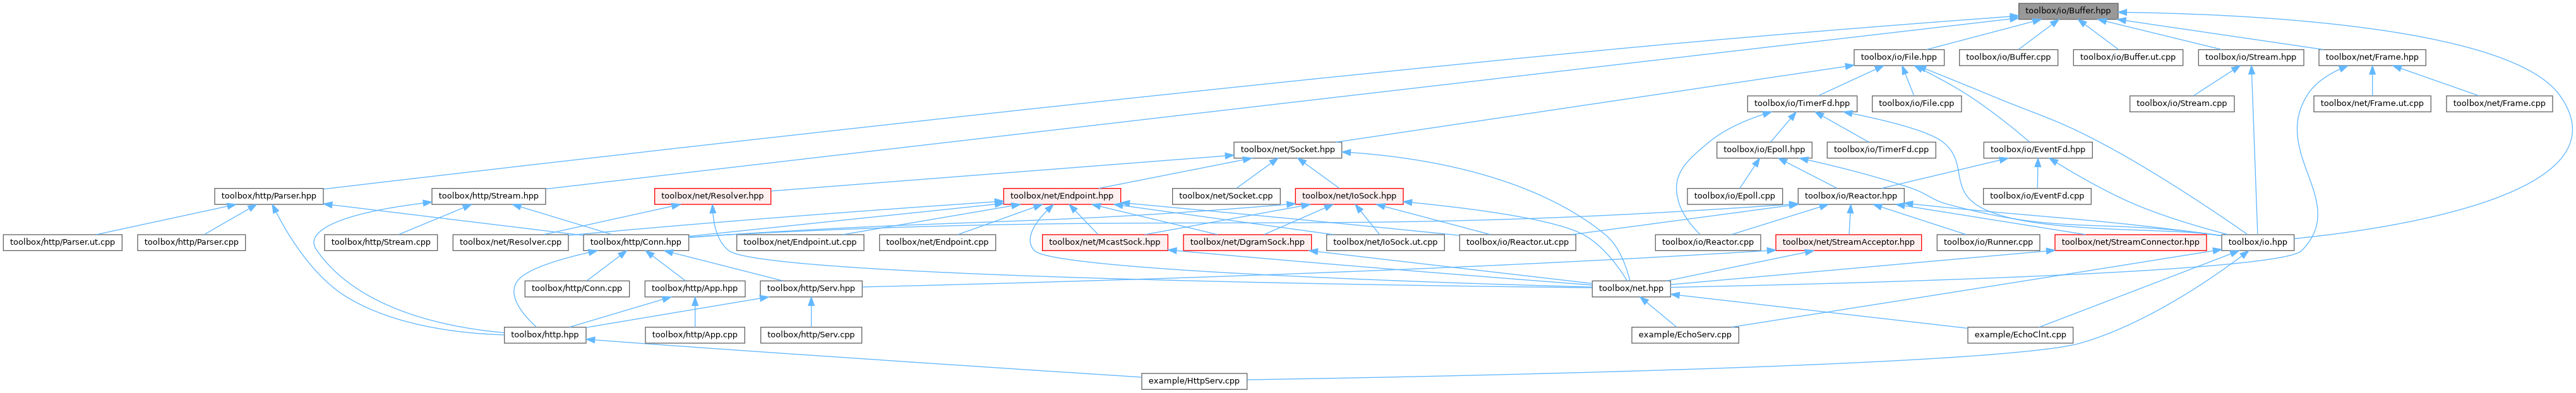 toolbox/io/Buffer.hpp
toolbox/io/File.hpp
toolbox/io/Buffer.cpp
toolbox/io/Buffer.ut.cpp
toolbox/io/Stream.hpp
toolbox/net/Frame.hpp
toolbox/io/TimerFd.hpp
toolbox/io/File.cpp
toolbox/io/Stream.cpp
toolbox/net/Frame.ut.cpp
toolbox/net/Frame.cpp
toolbox/net/Socket.hpp
toolbox/io/Epoll.hpp
toolbox/io/TimerFd.cpp
toolbox/io/EventFd.hpp
toolbox/http/Parser.hpp
toolbox/http/Stream.hpp
toolbox/net/Resolver.hpp
toolbox/net/Endpoint.hpp
toolbox/net/Socket.cpp
toolbox/net/IoSock.hpp
toolbox/io/Epoll.cpp
toolbox/io/Reactor.hpp
toolbox/io/EventFd.cpp
toolbox/http/Parser.ut.cpp
toolbox/http/Parser.cpp
toolbox/http/Stream.cpp
toolbox/net/Resolver.cpp
toolbox/http/Conn.hpp
toolbox/net/Endpoint.ut.cpp
toolbox/net/Endpoint.cpp
toolbox/net/McastSock.hpp
toolbox/net/DgramSock.hpp
toolbox/net/IoSock.ut.cpp
toolbox/io/Reactor.ut.cpp
toolbox/io/Reactor.cpp
toolbox/net/StreamAcceptor.hpp
toolbox/io/Runner.cpp
toolbox/net/StreamConnector.hpp
toolbox/io.hpp
toolbox/http/Conn.cpp
toolbox/http/App.hpp
toolbox/http/Serv.hpp
toolbox/net.hpp
toolbox/http.hpp
toolbox/http/App.cpp
toolbox/http/Serv.cpp
example/EchoServ.cpp
example/EchoClnt.cpp
example/HttpServ.cpp